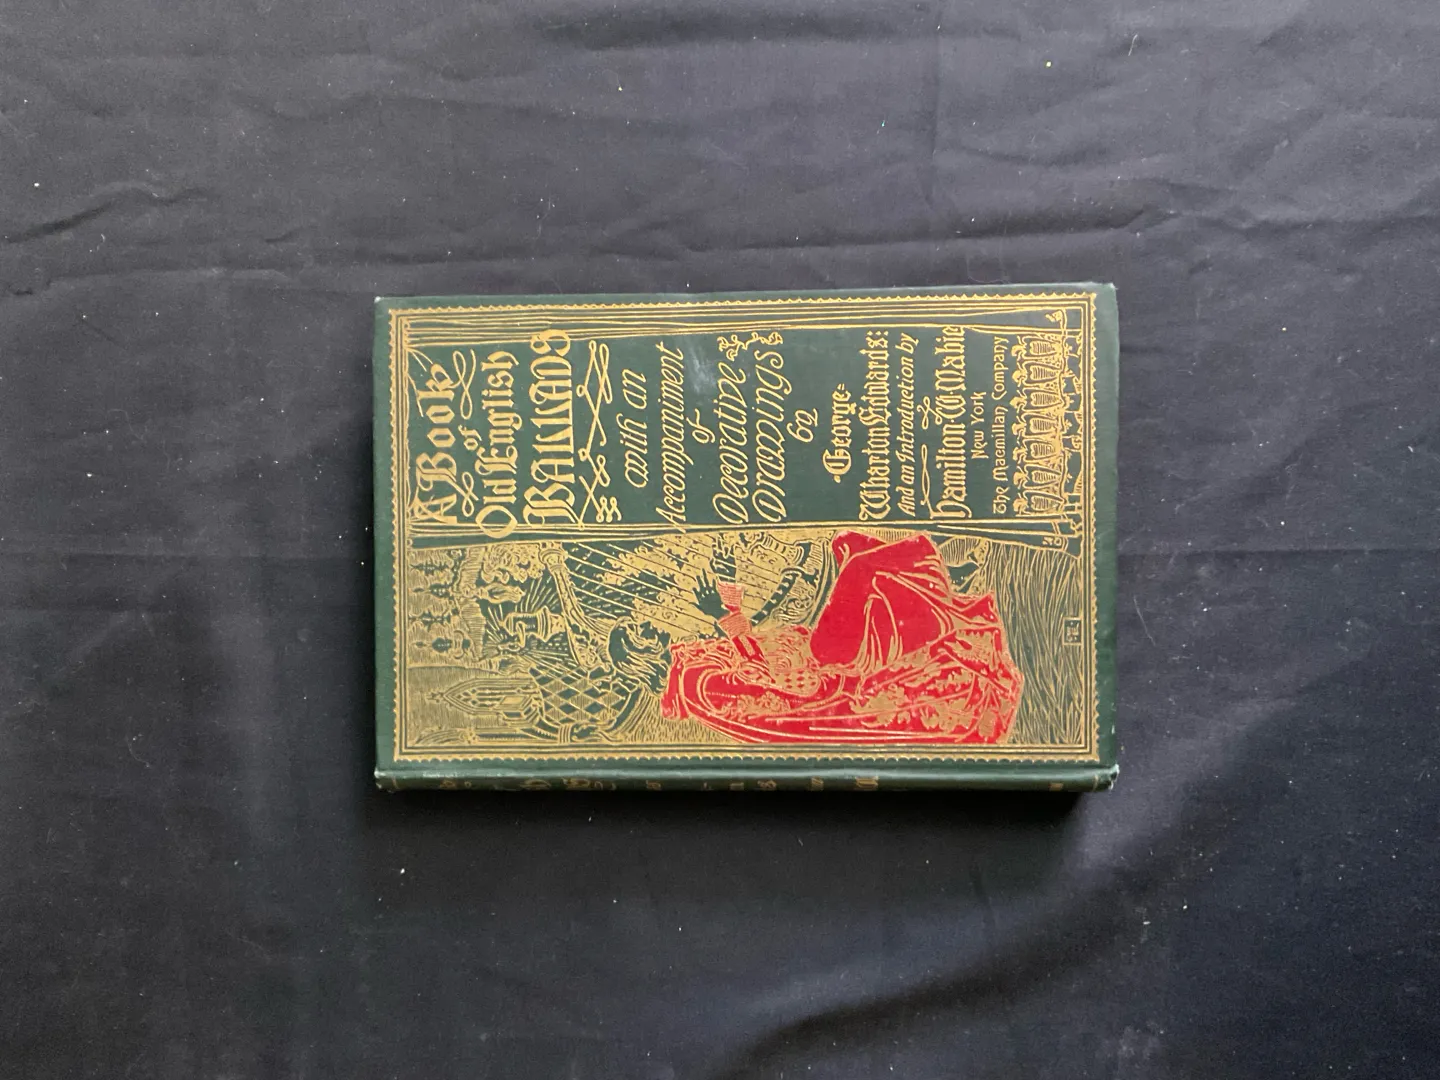 A Book
of
Old English
BALLADS
with an
Accompaniment
of
Decorative
Drawings
by
George
Wharton Edwards:
And an Introduction by
Hamilton W Mabie
New York
The Macmillan Company